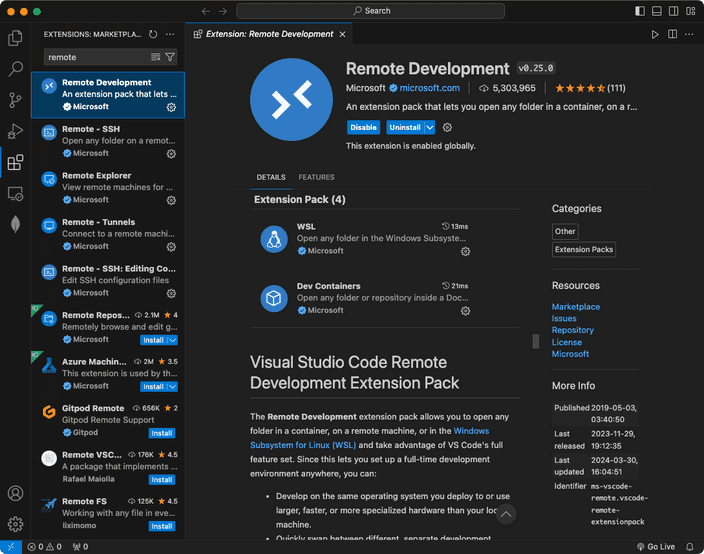 Search
EXTENSIONS: MARKETPLA...
remote
Remote Development
An extension pack that lets ...
Microsoft
Remote - SSH
Open any folder on a remot...
Microsoft
Remote Explorer
View remote machines for ...
Microsoft
Remote - Tunnels
Connect to a remote machi...
Microsoft
Remote - SSH: Editing Co...
Edit SSH configuration files
Microsoft
Remote Repos... 2.1M 4
Remotely browse and edit g...
Microsoft Install
Azure Machin... 2M 3.5
This extension is used by th...
Microsoft Install
Gitpod Remote 656K 2
Gitpod Remote Support
Gitpod Install
Remote VSC... 176K 4.5
A package that implements ...
Rafael Maiolla Install
Remote FS 125K 4.5
Working with any file in eve...
liximomo Install
Extension: Remote Development
Remote Development v0.25.0
Microsoft microsoft.com 5,303,965 (111)
An extension pack that lets you open any folder in a container, on a r...
Disable Uninstall
This extension is enabled globally.
DETAILS FEATURES
Extension Pack (4)
WSL 13ms
Open any folder in the Windows Subsyste...
Microsoft
Dev Containers 21ms
Open any folder or repository inside a Doc...
Microsoft
Visual Studio Code Remote
Development Extension Pack
The Remote Development extension pack allows you to open any
folder in a container, on a remote machine, or in the Windows
Subsystem for Linux (WSL) and take advantage of VS Code's full
feature set. Since this lets you set up a full-time development
environment anywhere, you can:
• Develop on the same operating system you deploy to or use
larger, faster, or more specialized hardware than your local
machine.
• Quickly swap between different, separate development
Categories
Other
Extension Packs
Resources
Marketplace
Issues
Repository
License
Microsoft
More Info
Published 2019-05-03,
03:40:50
Last 2023-11-29,
released 19:12:35
Last 2024-03-30,
updated 16:04:51
Identifier ms-vscode-
remote.vscode-
remote-
extensionpack
0 0 0
Go Live